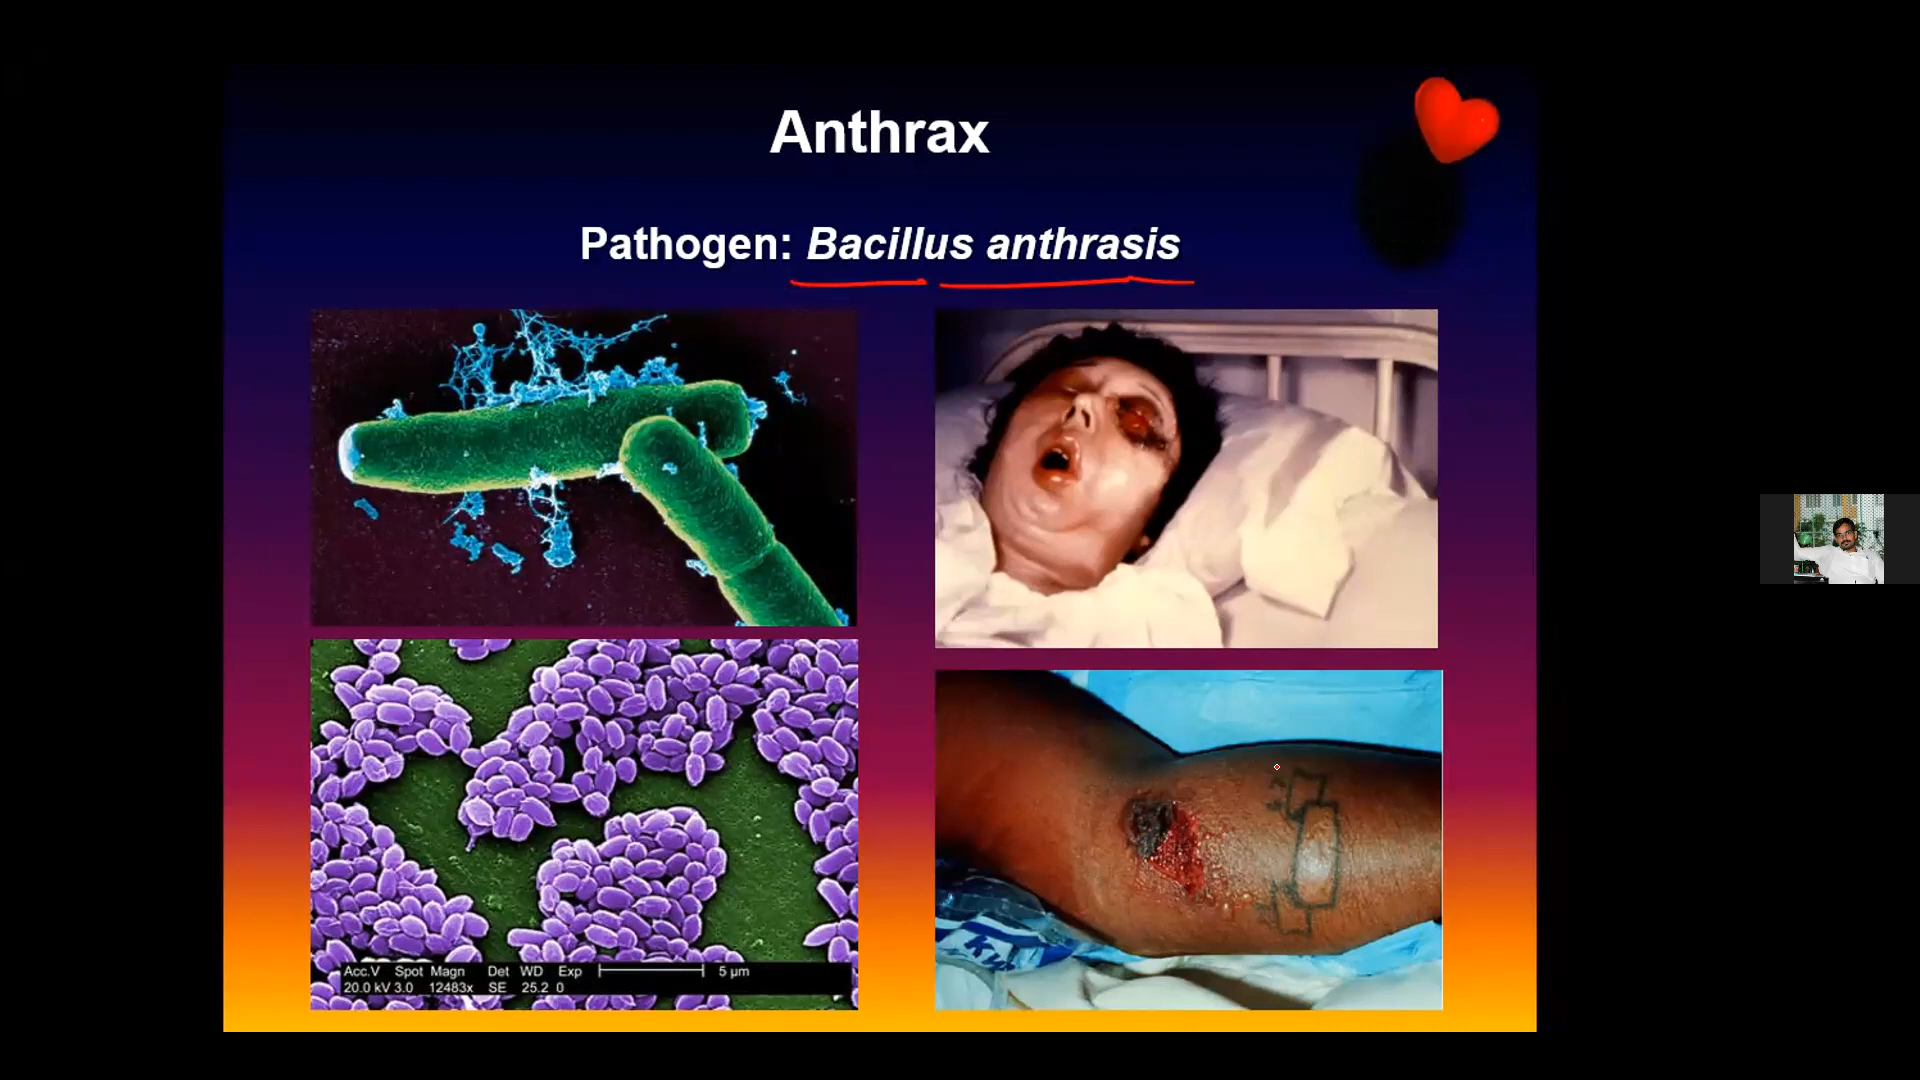 Anthrax
Pathogen: Bacillus anthrasis
Acc.V Spot Magn Det WD Exp 5 µm
20.0 kV 3.0 12483x SE 25.2 0